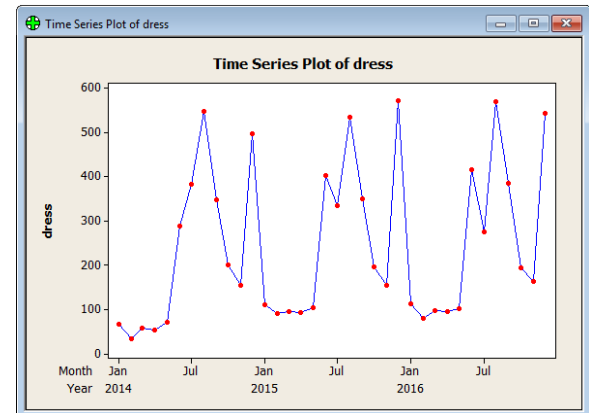 Time Series Plot of dress
Time Series Plot of dress
600
500
400
300
200
100
0
dress
Month Jan Jul Jan Jul Jan Jul
Year 2014 2015 2016